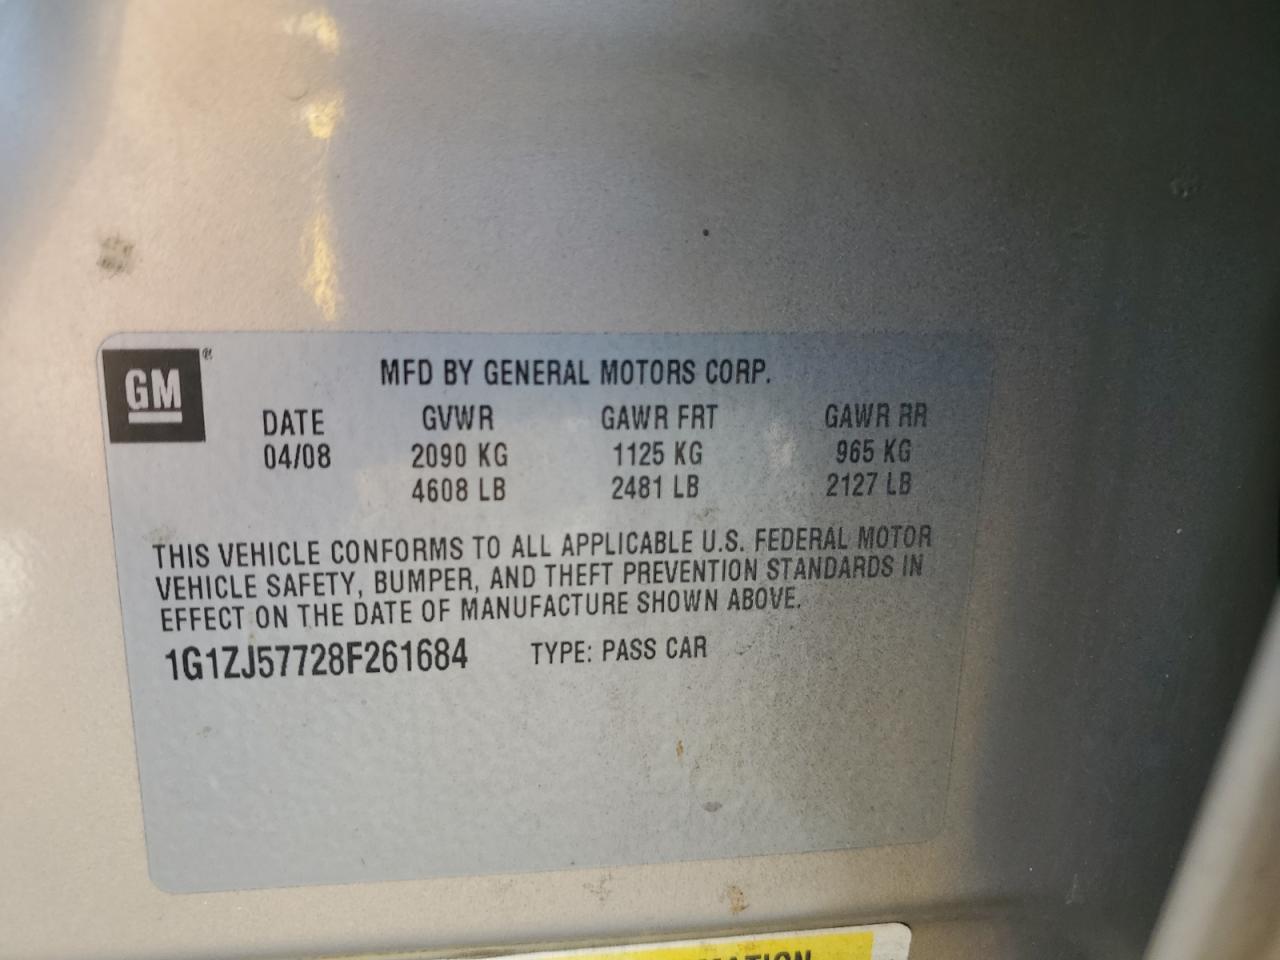 GM ®
MFD BY GENERAL MOTORS CORP.
DATE GVWR GAWR FRT GAWR RR
04/08 2090 KG 1125 KG 965 KG
4608 LB 2481 LB 2127 LB
THIS VEHICLE CONFORMS TO ALL APPLICABLE U.S. FEDERAL MOTOR
VEHICLE SAFETY, BUMPER, AND THEFT PREVENTION STANDARDS IN
EFFECT ON THE DATE OF MANUFACTURE SHOWN ABOVE.
1G1ZJ57728F261684 TYPE: PASS CAR